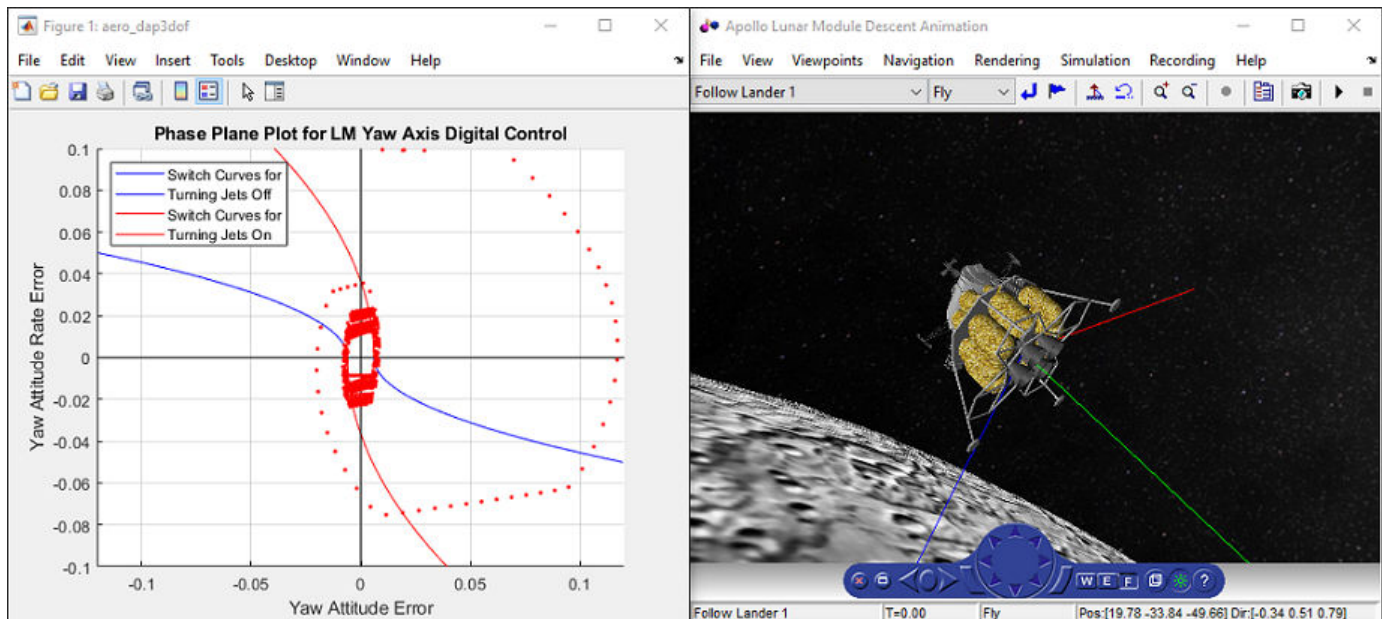 Figure 1: aero_dap3dof
File Edit View Insert Tools Desktop Window Help
Phase Plane Plot for LM Yaw Axis Digital Control
Switch Curves for
Turning Jets Off
Switch Curves for
Turning Jets On
0.1
0.08
0.06
0.04
0.02
0
-0.02
-0.04
-0.06
-0.08
-0.1
Yaw Attitude Rate Error
-0.1 -0.05 0 0.05 0.1
Yaw Attitude Error
Apollo Lunar Module Descent Animation
File View Viewpoints Navigation Rendering Simulation Recording Help
Follow Lander 1 Fly
W E F ?
Follow Lander 1 T=0.00 Fly Pos:[19.78 -33.84 -49.66] Dir:[-0.34 0.51 0.79]